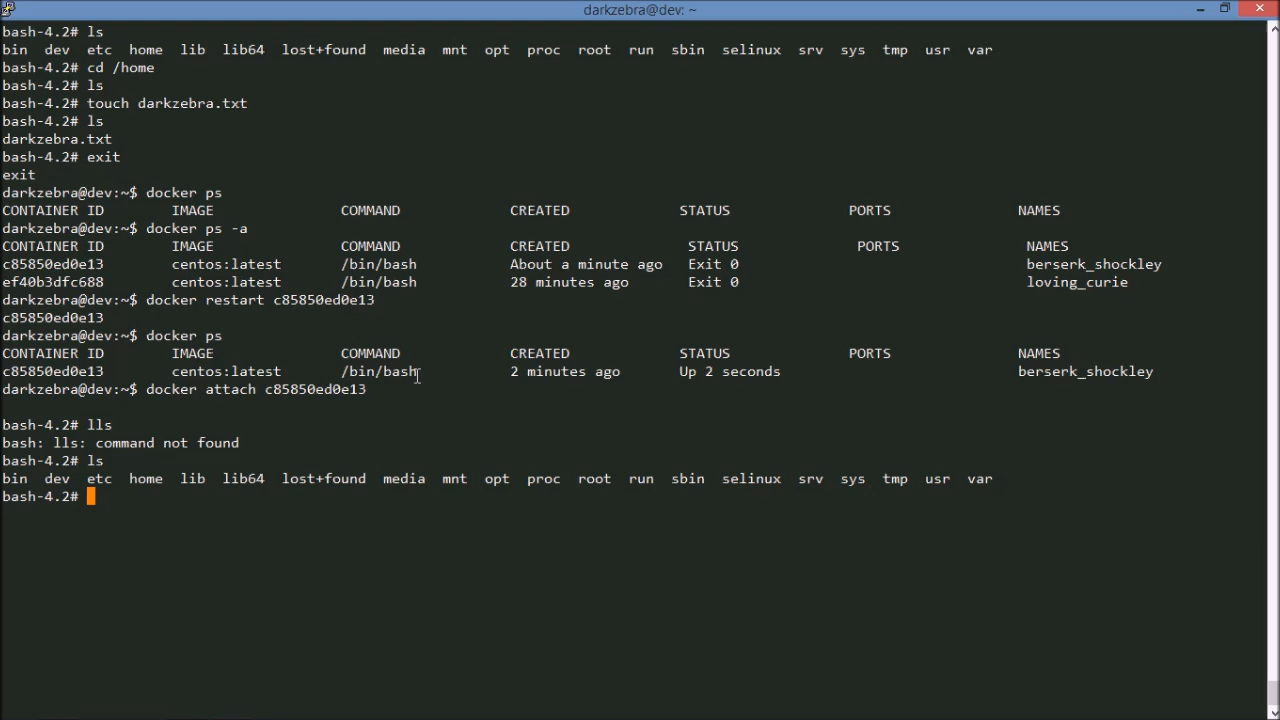 darkzebra@dev: ~
bash-4.2# ls
bin  dev  etc  home  lib  lib64  lost+found  media  mnt  opt  proc  root  run  sbin  selinux  srv  sys  tmp  usr  var
bash-4.2# cd /home
bash-4.2# ls
bash-4.2# touch darkzebra.txt
bash-4.2# ls
darkzebra.txt
bash-4.2# exit
exit
darkzebra@dev:~$ docker ps
CONTAINER ID        IMAGE               COMMAND             CREATED             STATUS              PORTS               NAMES
darkzebra@dev:~$ docker ps -a
CONTAINER ID        IMAGE               COMMAND             CREATED              STATUS              PORTS               NAMES
c85850ed0e13        centos:latest       /bin/bash           About a minute ago   Exit 0                                  berserk_shockley
ef40b3dfc688        centos:latest       /bin/bash           28 minutes ago       Exit 0                                  loving_curie
darkzebra@dev:~$ docker restart c85850ed0e13
c85850ed0e13
darkzebra@dev:~$ docker ps
CONTAINER ID        IMAGE               COMMAND             CREATED             STATUS              PORTS               NAMES
c85850ed0e13        centos:latest       /bin/bash           2 minutes ago       Up 2 seconds                            berserk_shockley
darkzebra@dev:~$ docker attach c85850ed0e13
bash-4.2# lls
bash: lls: command not found
bash-4.2# ls
bin  dev  etc  home  lib  lib64  lost+found  media  mnt  opt  proc  root  run  sbin  selinux  srv  sys  tmp  usr  var
bash-4.2#